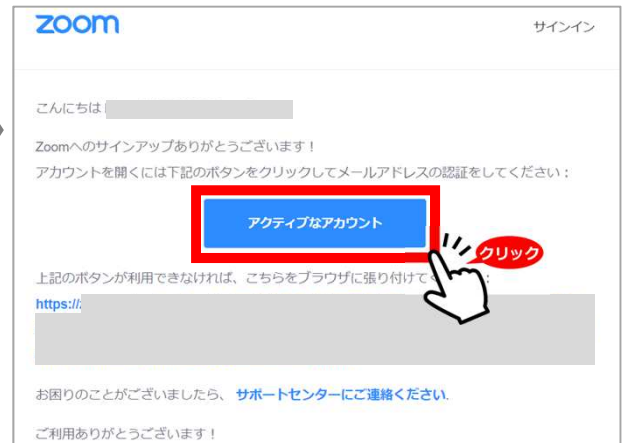 zoom
サインイン
こんにちは
Zoomへのサインアップありがとうございます！
アカウントを開くには下記のボタンをクリックしてメールアドレスの認証をしてください：
アクティブなアカウント
クリック
上記のボタンが利用できなければ、こちらをブラウザに張り付けて
https://
お困りのことがございましたら、 サポートセンターにご連絡ください.
ご利用ありがとうございます！